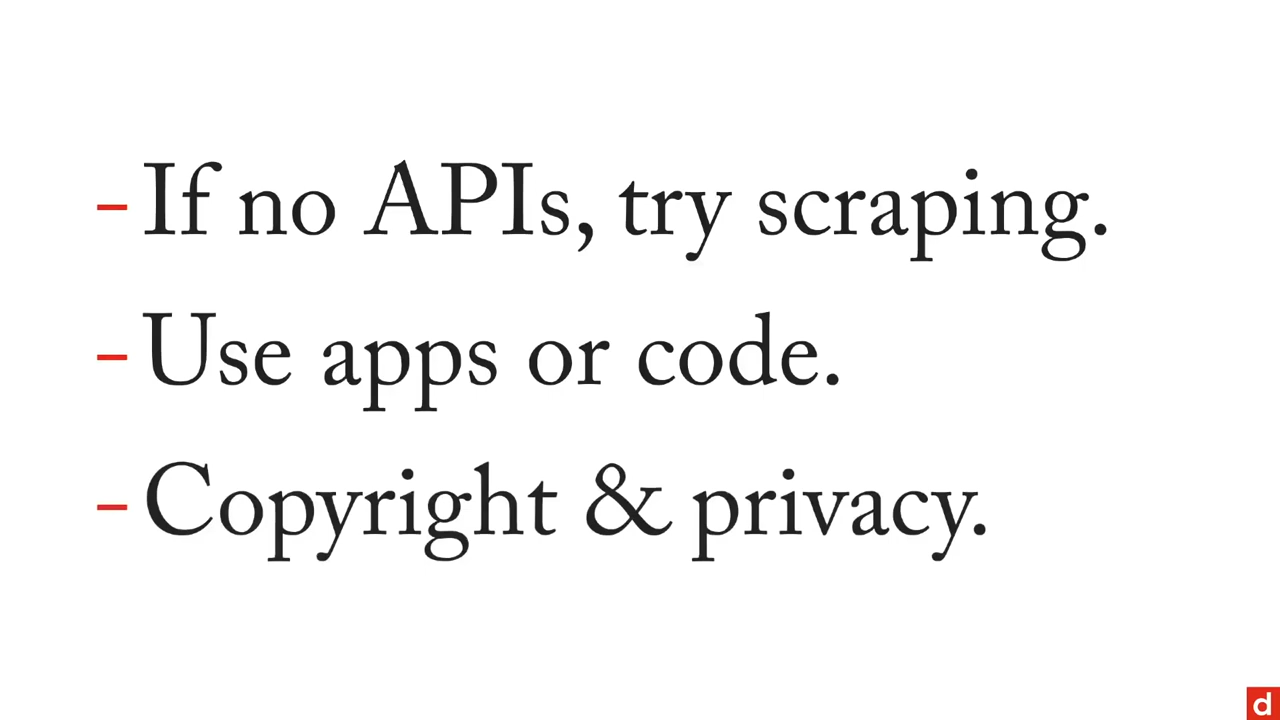 - If no APIs, try scraping.
- Use apps or code.
- Copyright & privacy.
d